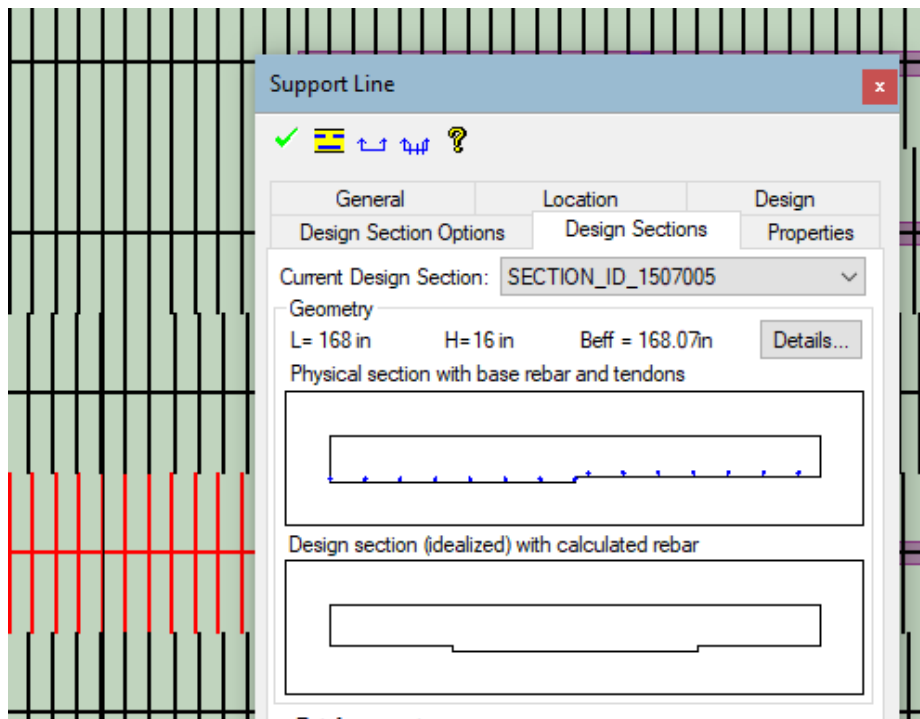 Support Line
x
?
General Location Design
Design Section Options Design Sections Properties
Current Design Section: SECTION_ID_1507005
Geometry
L= 168 in H= 16 in Beff = 168.07in Details...
Physical section with base rebar and tendons
Design section (idealized) with calculated rebar